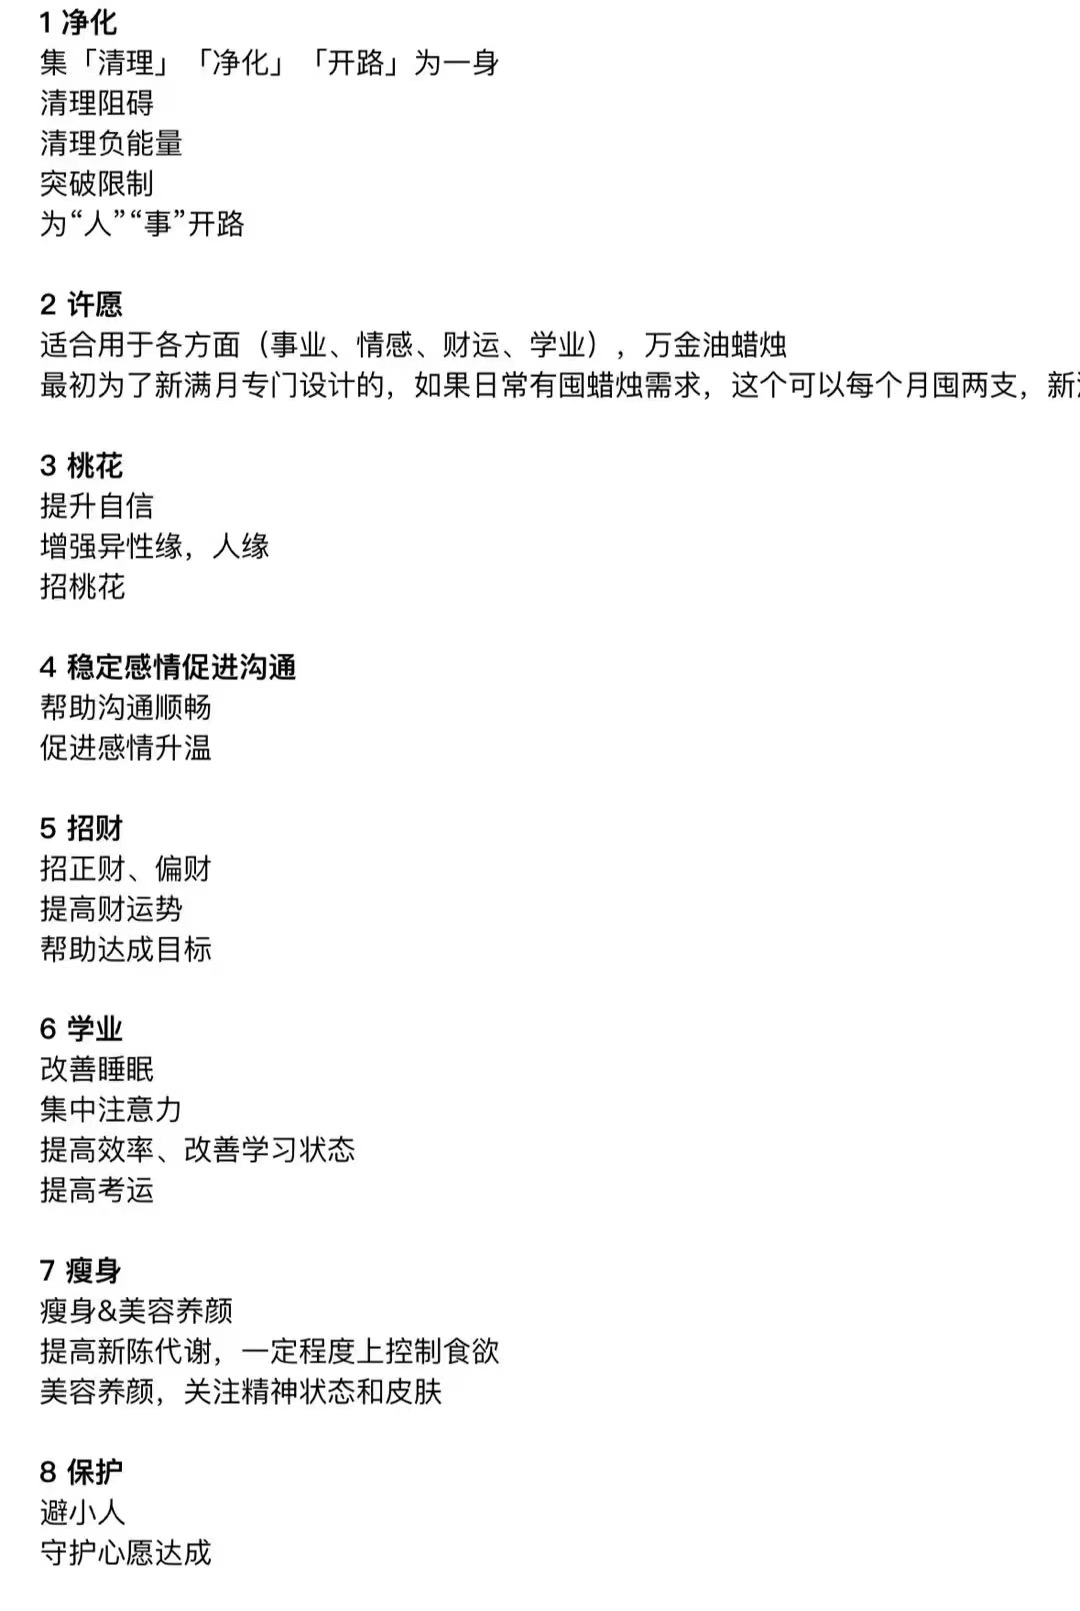 1 净化
集「清理」「净化」「开路」为一身
清理阻碍
清理负能量
突破限制
为“人”“事”开路
2 许愿
适合用于各方面（事业、情感、财运、学业），万金油蜡烛
最初为了新满月专门设计的，如果日常有囤蜡烛需求，这个可以每个月囤两支，新
3 桃花
提升自信
增强异性缘，人缘
招桃花
4 稳定感情促进沟通
帮助沟通顺畅
促进感情升温
5 招财
招正财、偏财
提高财运势
帮助达成目标
6 学业
改善睡眠
集中注意力
提高效率、改善学习状态
提高考运
7 瘦身
瘦身&美容养颜
提高新陈代谢，一定程度上控制食欲
美容养颜，关注精神状态和皮肤
8 保护
避小人
守护心愿达成